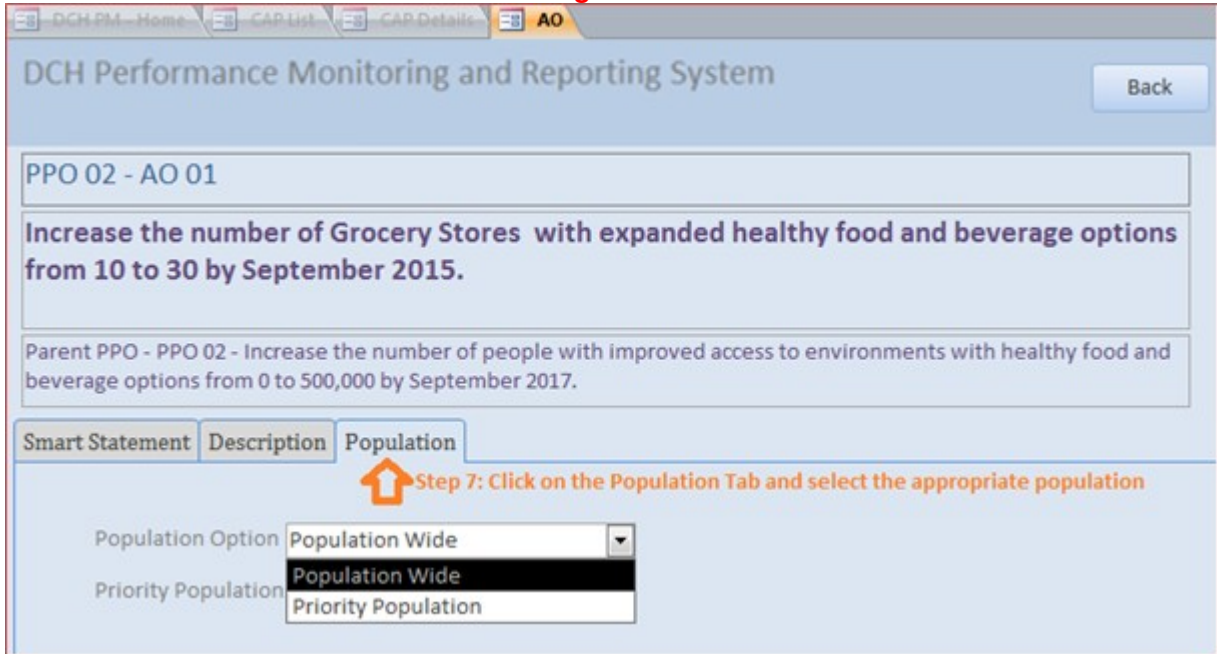 DCH PM - Home CAP List CAP Details AO
DCH Performance Monitoring and Reporting System
Back
PPO 02 - AO 01
Increase the number of Grocery Stores with expanded healthy food and beverage options
from 10 to 30 by September 2015.
Parent PPO - PPO 02 - Increase the number of people with improved access to environments with healthy food and
beverage options from 0 to 500,000 by September 2017.
Smart Statement Description Population
Step 7: Click on the Population Tab and select the appropriate population
Population Option Population Wide
Population Wide
Priority Population
Priority Population